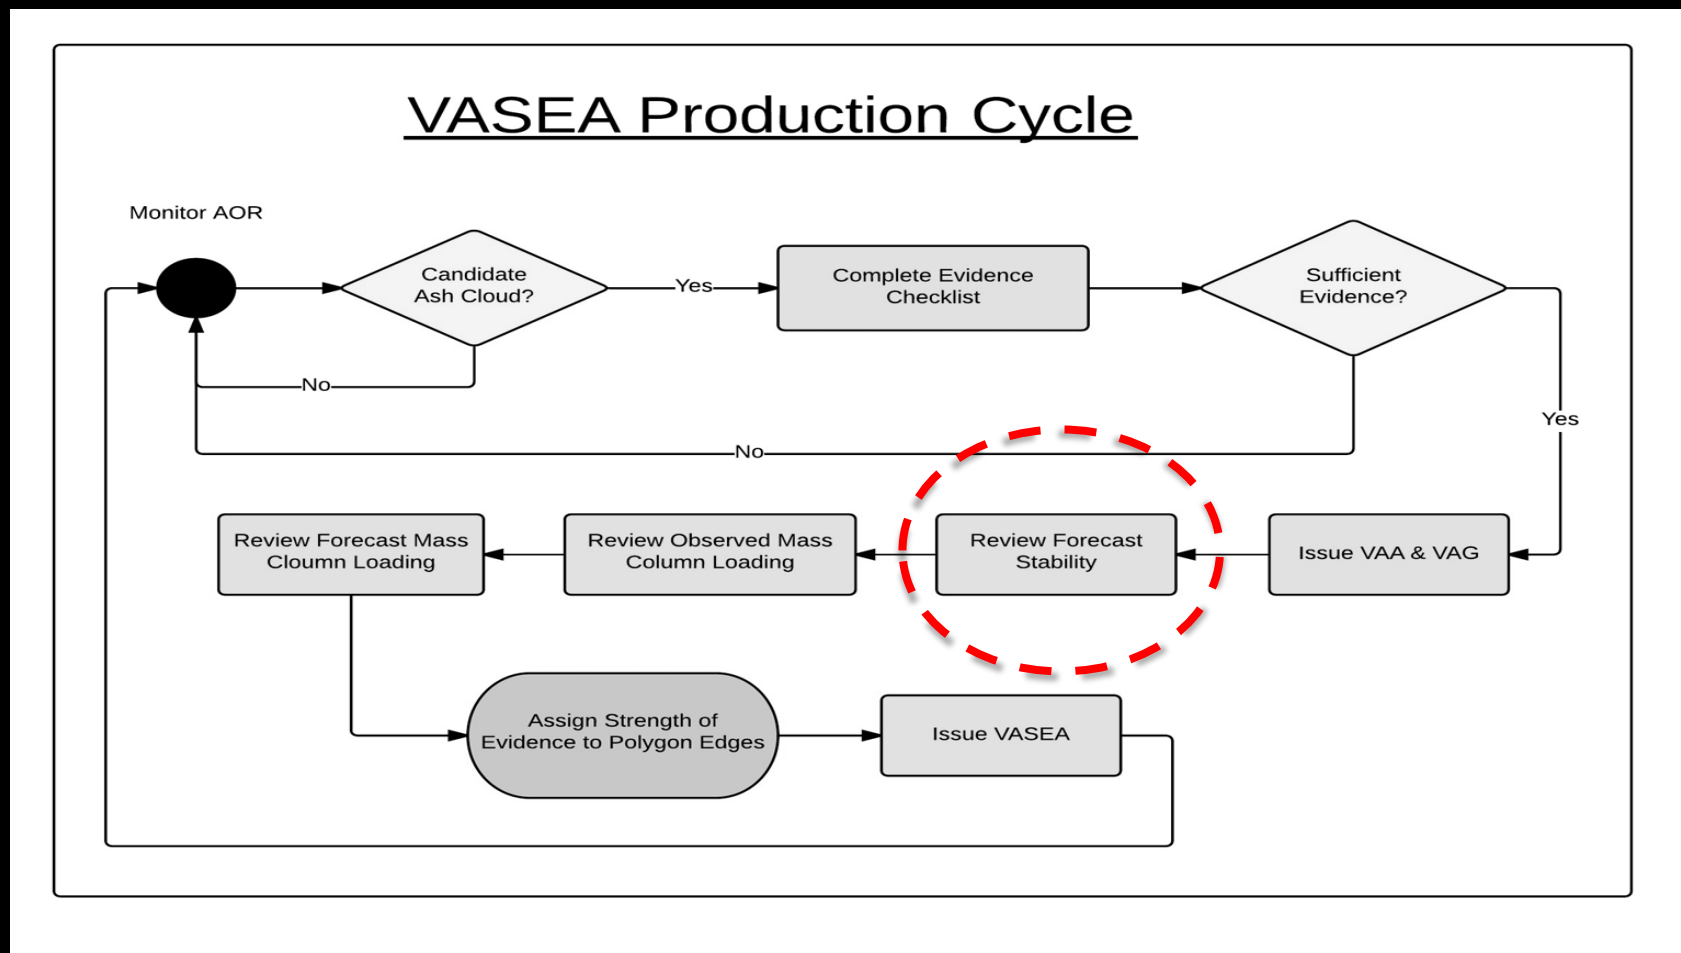 VASEA Production Cycle
Monitor AOR
Candidate
Ash Cloud?
Yes
Complete Evidence
Checklist
Sufficient
Evidence?
No
Yes
No
Review Forecast Mass
Cloumn Loading
Review Observed Mass
Column Loading
Review Forecast
Stability
Issue VAA & VAG
Assign Strength of
Evidence to Polygon Edges
Issue VASEA